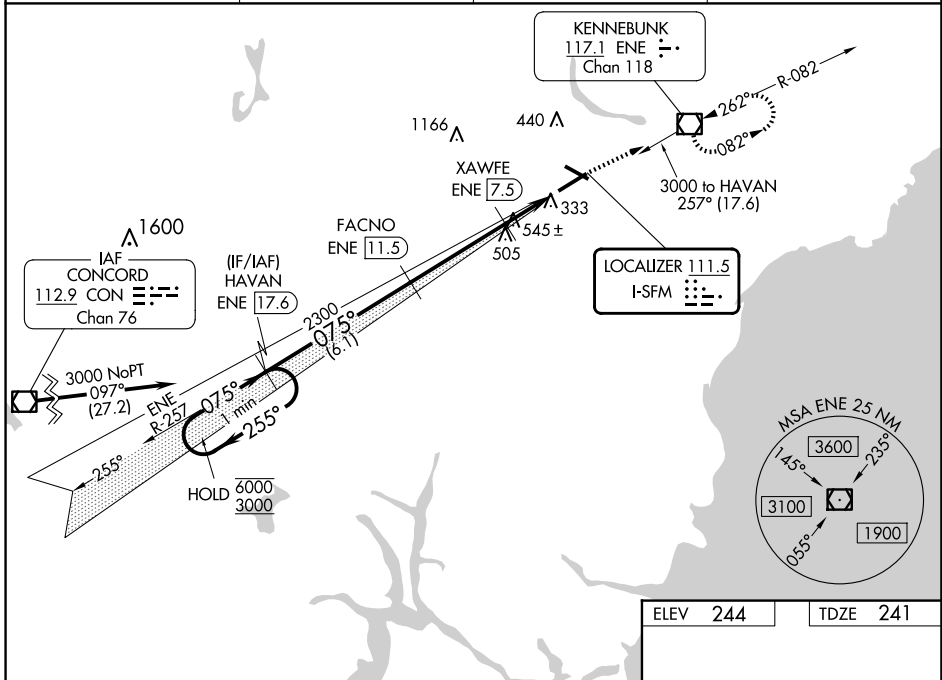 KENNEBUNK
117.1 ENE
Chan 118
R-082
262°
082°
1166
440
XAWFE
ENE 7.5
3000 to HAVAN
257° (17.6)
333
545 ±
505
FACNO
ENE 11.5
1600
IAF
CONCORD
112.9 CON
Chan 76
(IF/IAF)
HAVAN
ENE 17.6
LOCALIZER 111.5
I-SFM
2300
075°
(6.1)
3000 NoPT
097°
(27.2)
ENE
R-257
075°
1 min
255°
255°
HOLD 6000
3000
MSA ENE 25 NM
3600
145°
235°
3100
1900
055°
ELEV 244
TDZE 241